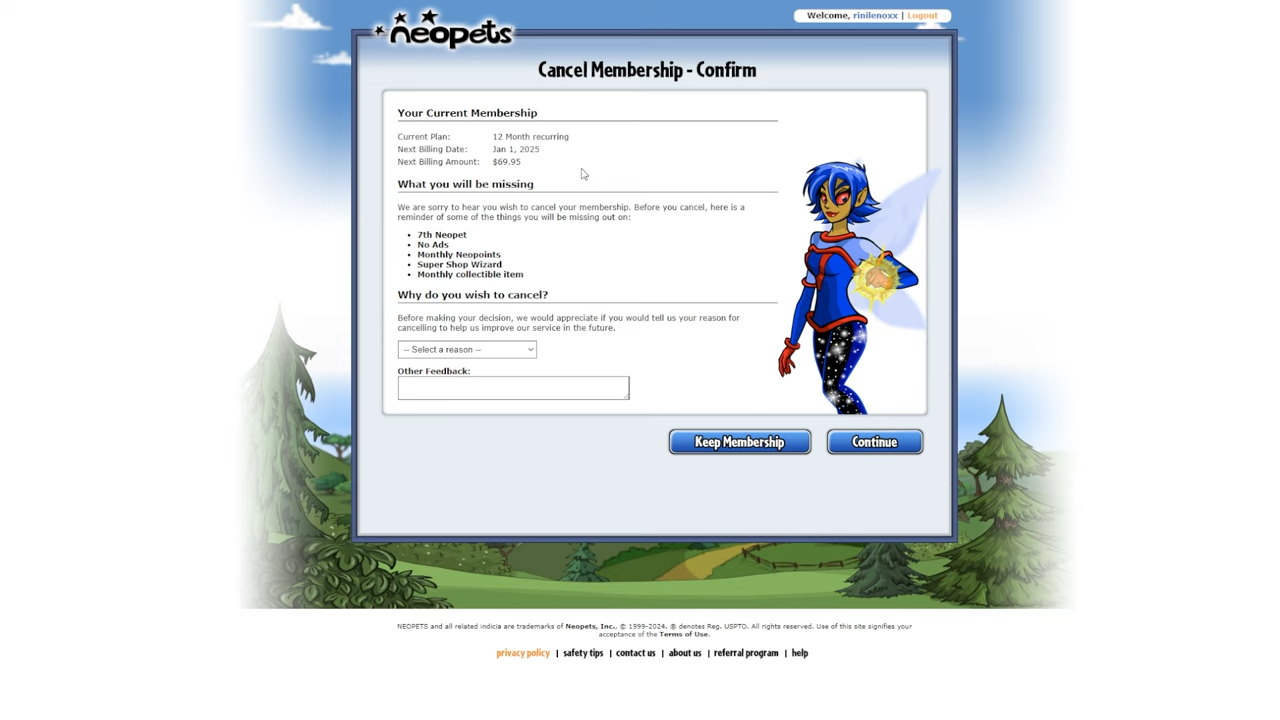 Welcome, rinilenoxx | Logout
neopets
Cancel Membership - Confirm
Your Current Membership
Current Plan: 12 Month recurring
Next Billing Date: Jan 1, 2025
Next Billing Amount: $69.95
What you will be missing
We are sorry to hear you wish to cancel your membership. Before you cancel, here is a
reminder of some of the things you will be missing out on:
• 7th Neopet
• No Ads
• Monthly Neopoints
• Super Shop Wizard
• Monthly collectible item
Why do you wish to cancel?
Before making your decision, we would appreciate if you would tell us your reason for
cancelling to help us improve our service in the future.
-- Select a reason --
Other Feedback:
Keep Membership Continue
NEOPETS and all related indicia are trademarks of Neopets, Inc., © 1999-2024. ® denotes Reg. USPTO. All rights reserved. Use of this site signifies your
acceptance of the Terms of Use.
privacy policy | safety tips | contact us | about us | referral program | help